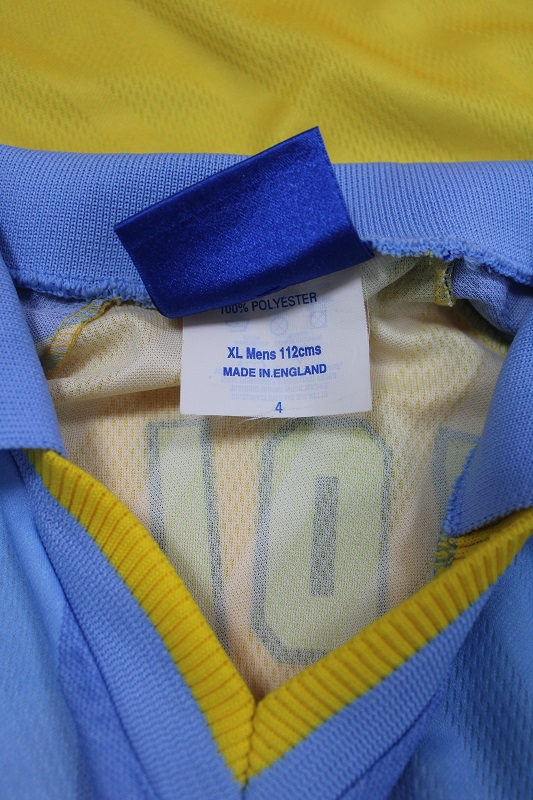 100% POLYESTER
XL Mens 112cms
MADE IN.ENGLAND
4